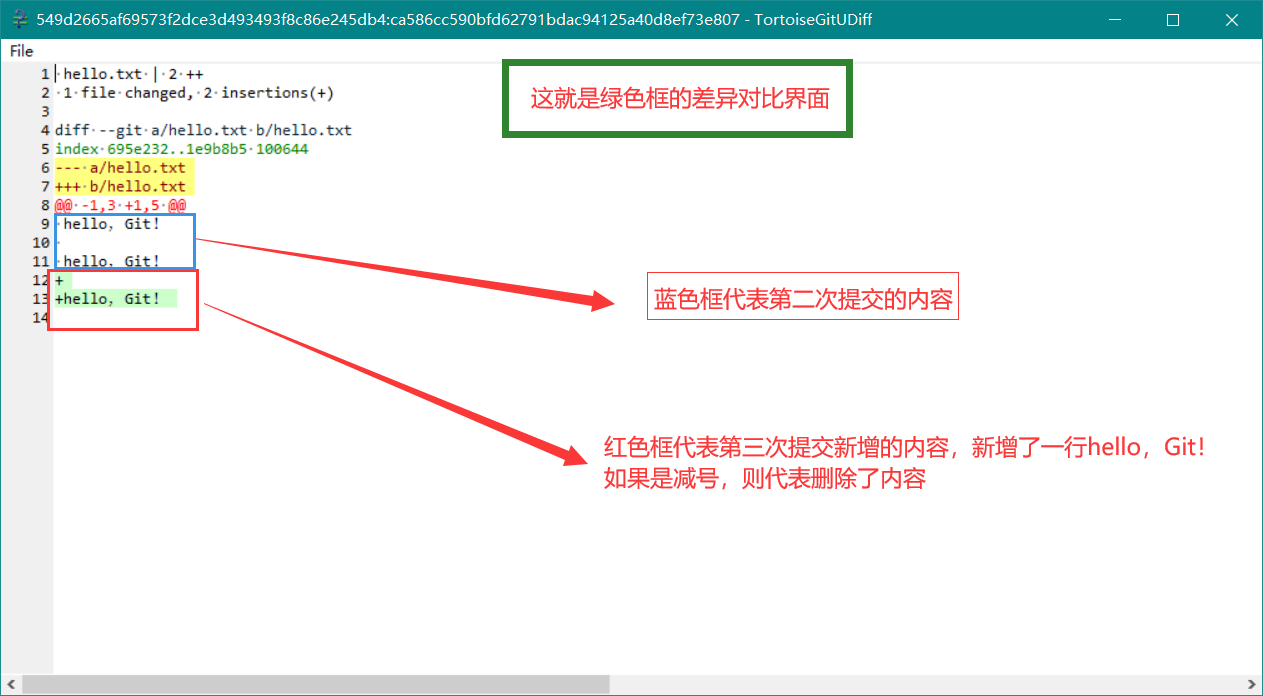 549d2665af69573f2dce3d493493f8c86e245db4:ca586cc590bfd62791bdac94125a40d8ef73e807 - TortoiseGitUDiff
File
1 ·hello.txt·|·2·++
2 ·1·file·changed,·2·insertions(+)
3
4 diff·--git·a/hello.txt·b/hello.txt
5 index·695e232..1e9b8b5·100644
6 ---·a/hello.txt
7 +++·b/hello.txt
8 @@·-1,3·+1,5·@@
9 ·hello，Git！
10 ·
11 ·hello，Git！
12 +
13 +hello，Git！
14
这就是绿色框的差异对比界面
蓝色框代表第二次提交的内容
红色框代表第三次提交新增的内容，新增了一行hello，Git！
如果是减号，则代表删除了内容